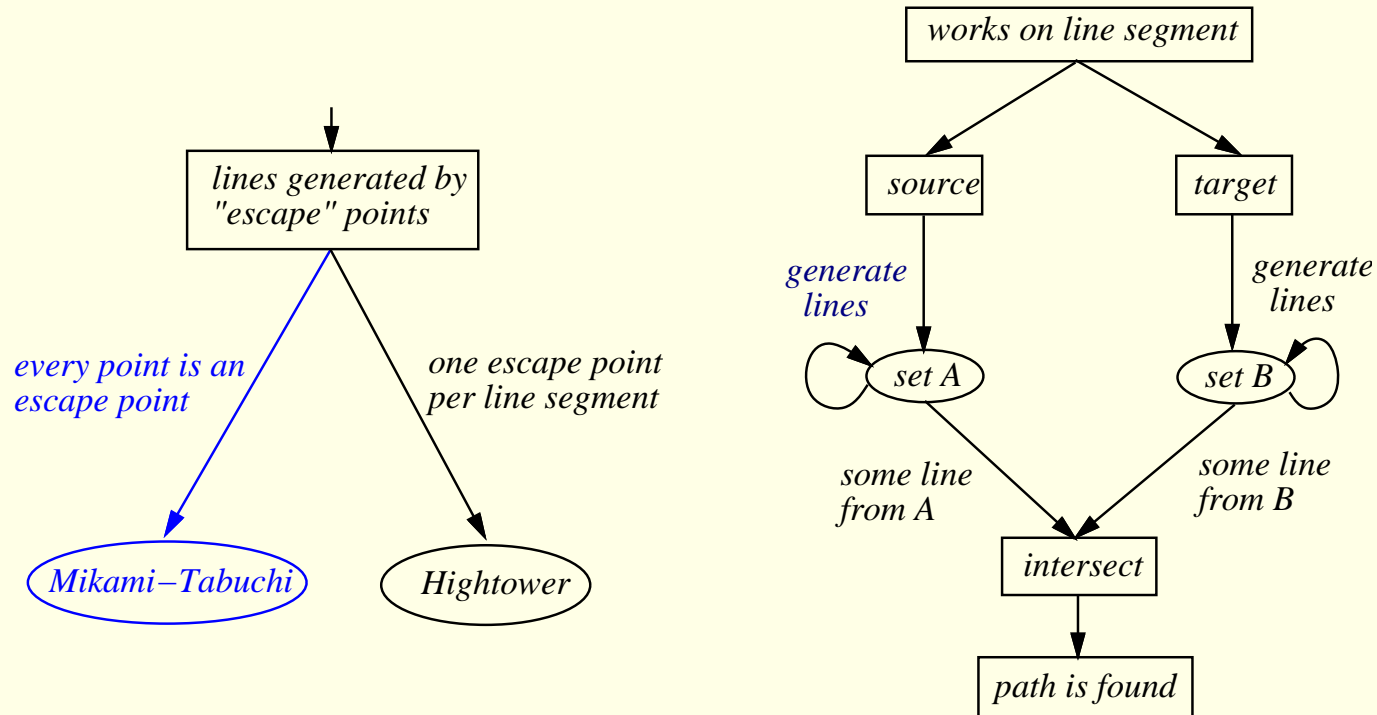 lines generated by
"escape" points
every point is an
escape point
one escape point
per line segment
Mikami–Tabuchi
Hightower
works on line segment
source
target
generate
lines
generate
lines
set A
set B
some line
from A
some line
from B
intersect
path is found